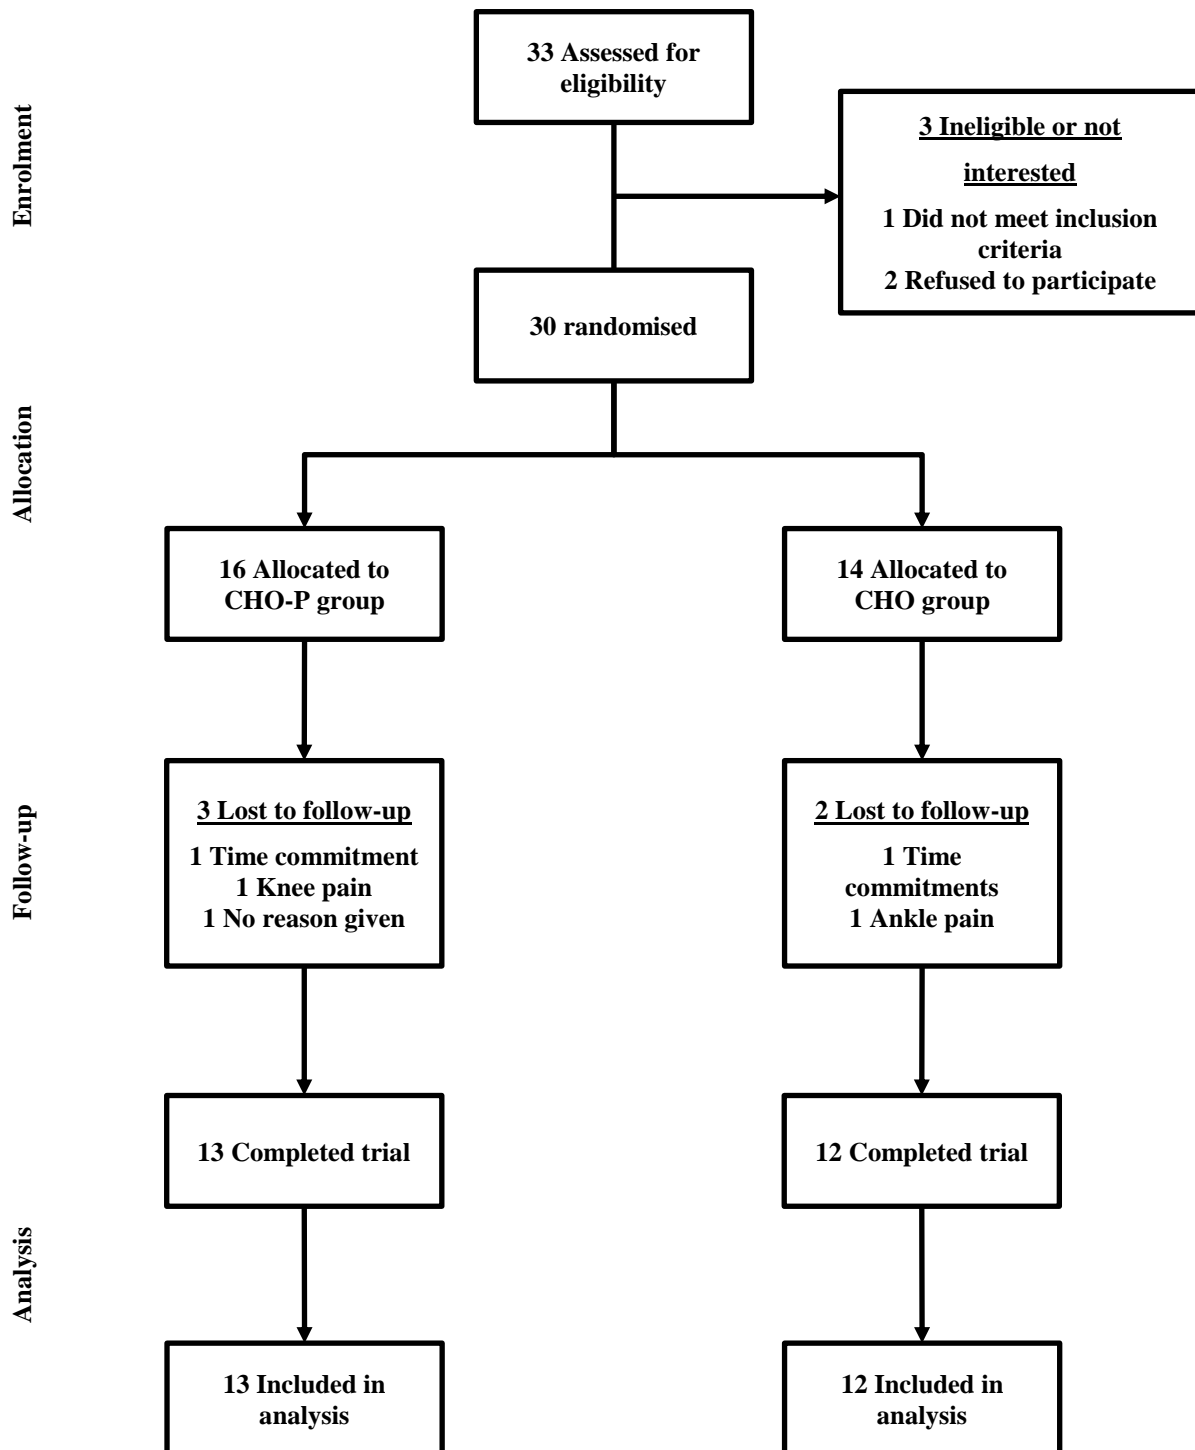 33 Assessed for
eligibility
Enrolment
3 Ineligible or not
interested
1 Did not meet inclusion
criteria
2 Refused to participate
30 randomised
Allocation
16 Allocated to
CHO-P group
14 Allocated to
CHO group
Follow-up
3 Lost to follow-up
1 Time commitment
1 Knee pain
1 No reason given
2 Lost to follow-up
1 Time
commitments
1 Ankle pain
13 Completed trial
12 Completed trial
Analysis
13 Included in
analysis
12 Included in
analysis